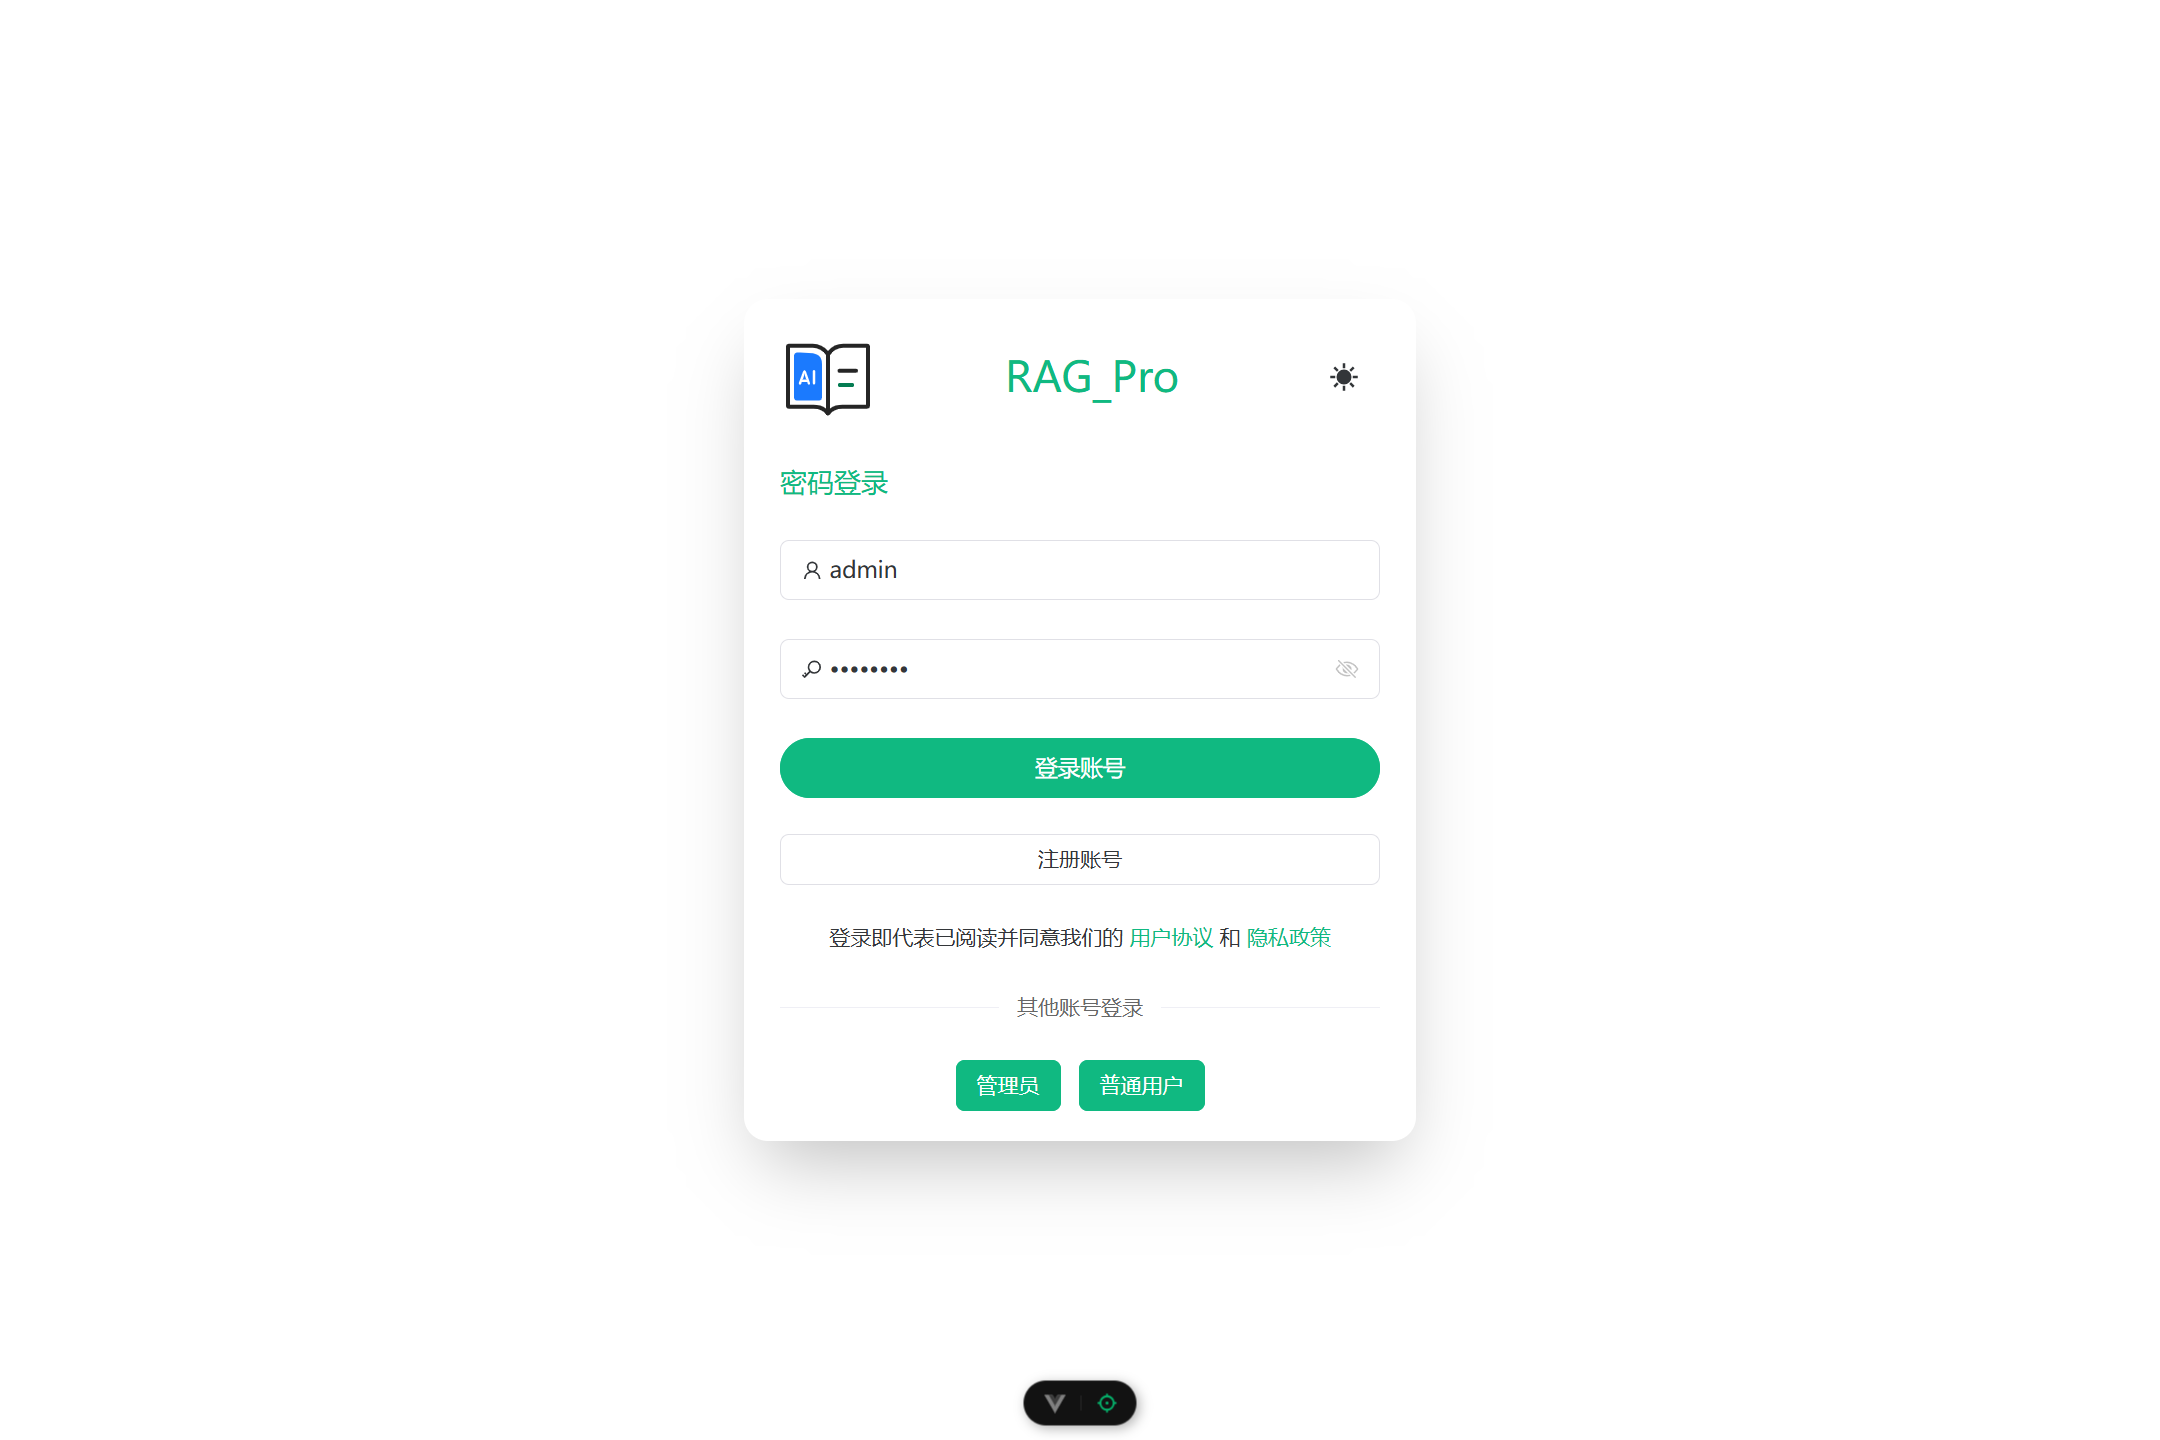 AI
RAG_Pro
密码登录
admin
••••••••
登录账号
注册账号
登录即代表已阅读并同意我们的 用户协议 和 隐私政策
其他账号登录
管理员 普通用户